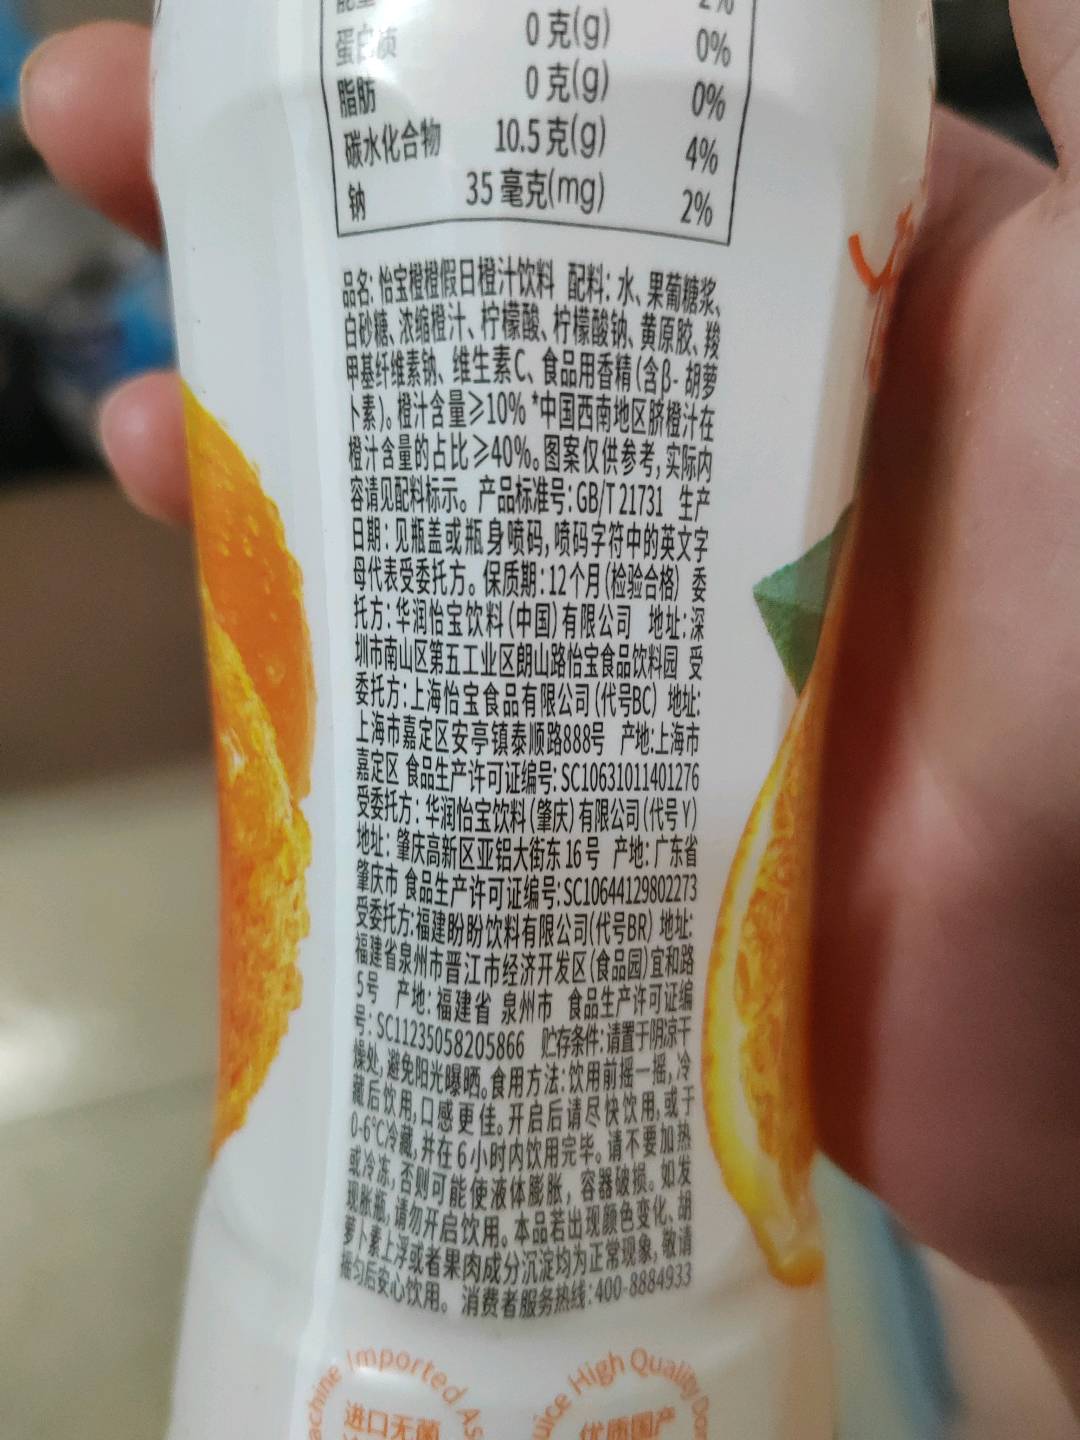 2%
蛋白质 0克(g) 0%
脂肪 0克(g) 0%
碳水化合物 10.5克(g) 4%
钠 35毫克(mg) 2%
品名: 怡宝橙橙假日橙汁饮料 配料: 水、果葡糖浆、
白砂糖、浓缩橙汁、柠檬酸、柠檬酸钠、黄原胶、羧
甲基纤维素钠、维生素C、食品用香精(含β-胡萝
卜素)。橙汁含量≥10% *中国西南地区脐橙汁在
橙汁含量的占比≥40%。图案仅供参考,实际内
容请见配料标示。产品标准号:GB/T 21731 生产
日期: 见瓶盖或瓶身喷码,喷码字符中的英文字
母代表受委托方。保质期:12个月(检验合格) 委
托方: 华润怡宝饮料(中国)有限公司 地址: 深
圳市南山区第五工业区朗山路怡宝食品饮料园 受
委托方: 上海怡宝食品有限公司(代号BC) 地址:
上海市嘉定区安亭镇泰顺路888号 产地:上海市
嘉定区 食品生产许可证编号: SC10631011401276
受委托方: 华润怡宝饮料(肇庆)有限公司(代号Y)
地址: 肇庆高新区亚铝大街东16号 产地: 广东省
肇庆市 食品生产许可证编号: SC10644129802273
受委托方:福建盼盼饮料有限公司(代号BR) 地址:
福建省泉州市晋江市经济开发区(食品园)宜和路
5号 产地: 福建省 泉州市 食品生产许可证编
号: SC11235058205866 贮存条件: 请置于阴凉干
燥处,避免阳光曝晒。食用方法: 饮用前摇一摇,冷
藏后饮用,口感更佳。开启后请尽快饮用,或于
0-6℃冷藏,并在6小时内饮用完毕。请不要加热
或冷冻,否则可能使液体膨胀,容器破损。如发
现胀瓶,请勿开启饮用。本品若出现颜色变化、胡
萝卜素上浮或者果肉成分沉淀均为正常现象,敬请
摇匀后安心饮用。 消费者服务热线: 400-8884933
achine Imported As
uice High Quality Dom
进口无菌
优质国产